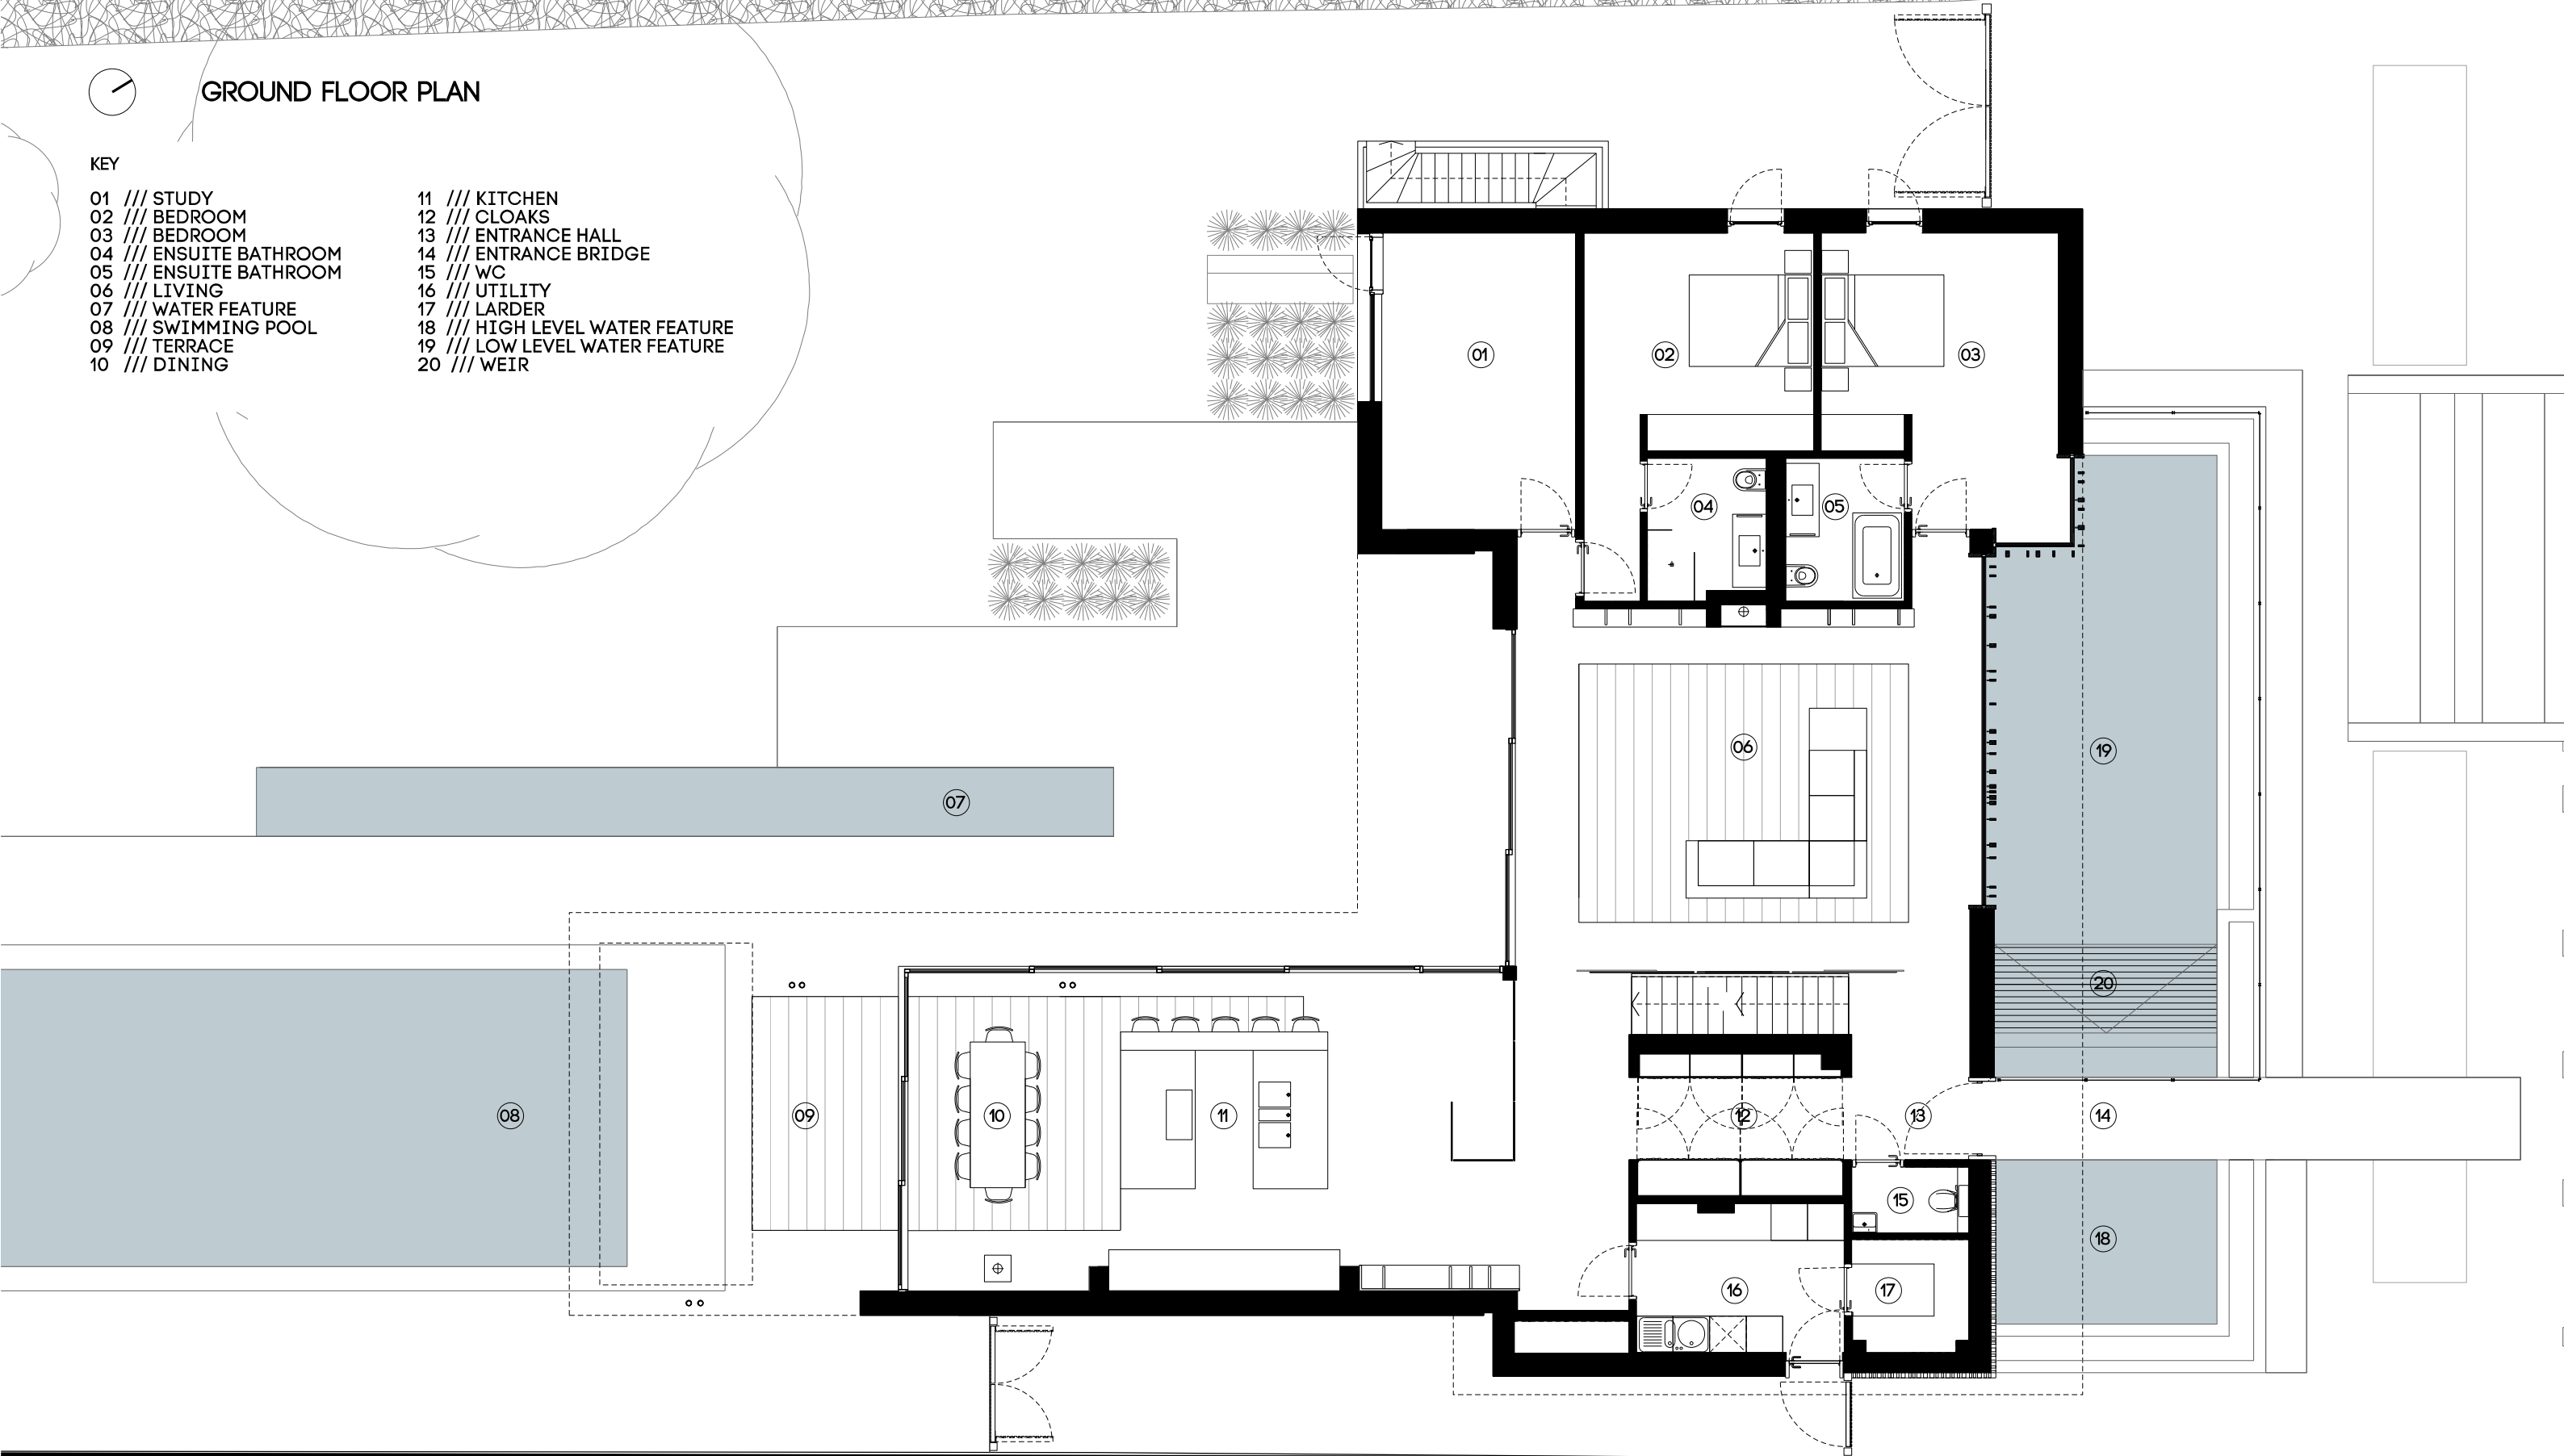 GROUND FLOOR PLAN
KEY
01 /// STUDY
02 /// BEDROOM
03 /// BEDROOM
04 /// ENSUITE BATHROOM
05 /// ENSUITE BATHROOM
06 /// LIVING
07 /// WATER FEATURE
08 /// SWIMMING POOL
09 /// TERRACE
10 /// DINING
11 /// KITCHEN
12 /// CLOAKS
13 /// ENTRANCE HALL
14 /// ENTRANCE BRIDGE
15 /// WC
16 /// UTILITY
17 /// LARDER
18 /// HIGH LEVEL WATER FEATURE
19 /// LOW LEVEL WATER FEATURE
20 /// WEIR
01
02
03
04
05
06
19
07
20
08
09
10
11
12
13
14
15
18
16
17